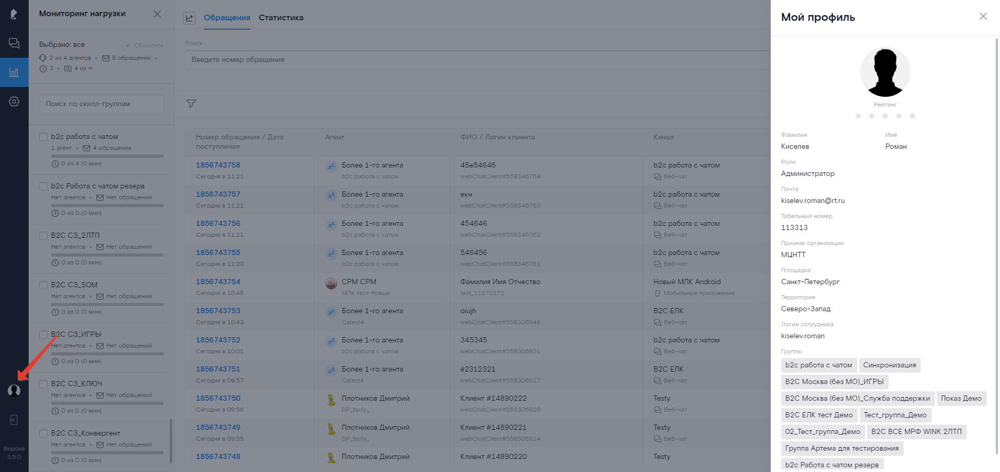 Мониторинг нагрузки
Выбрано: все
× Сбросить
2 из 4 агентов • 8 обращений •
3 • 4 из ∞
Поиск по скилл-группам
b2c работа с чатом
1 агент • 4 обращения
0 из 4 (0 мин)
b2c Работа с чатом резерв
Нет агентов • Нет обращений
0 из 0 (0 мин)
B2C СЗ_2ЛТП
Нет агентов • Нет обращений
0 из 0 (0 мин)
B2C СЗ_SQM
Нет агентов • Нет обращений
0 из 0 (0 мин)
B2C СЗ_ИГРЫ
Нет агентов • Нет обращений
0 из 0 (0 мин)
B2C СЗ_КЛЮЧ
Нет агентов • Нет обращений
0 из 0 (0 мин)
B2C СЗ_Конвергент
Нет агентов • Нет обращений
0 из 0 (0 мин)
Версия
3.5.0
Обращения Статистика
Поиск
Введите номер обращения
Номер обращения / Дата поступления Агент ФИО / Логин клиента Канал
1856743758 Более 1-го агента 45e54646 b2c работа с чатом
Сегодня в 11:21 b2c работа с чатом webChatClient#558346764 Веб-чат
1856743757 Более 1-го агента екн b2c работа с чатом
Сегодня в 11:21 b2c работа с чатом webChatClient#558346763 Веб-чат
1856743756 Более 1-го агента 454646 b2c работа с чатом
Сегодня в 11:21 b2c работа с чатом webChatClient#558346762 Веб-чат
1856743755 Более 1-го агента 546456 b2c работа с чатом
Сегодня в 11:20 b2c работа с чатом webChatClient#558346761 Веб-чат
1856743754 СРМ СРМ Фамилия Имя Отчество Новый МЛК Android
Сегодня в 10:46 МЛК тест Новый test_11270272 Мобильное приложение
1856743753 Более 1-го агента oiujh B2C ЕЛК
Сегодня в 10:43 Qatest4 webChatClient#558306948 Веб-чат
1856743752 Более 1-го агента 345345 b2c работа с чатом
Сегодня в 10:01 b2c работа с чатом webChatClient#558306931 Веб-чат
1856743751 Более 1-го агента ё2312321 B2C ЕЛК
Сегодня в 09:57 Qatest4 webChatClient#558306927 Веб-чат
1856743750 Плотников Дмитрий Клиент #14890222 Testy
Сегодня в 09:56 DP_tasty_ webChatClient#558306926 Веб-чат
1856743749 Плотников Дмитрий Клиент #14890221 Testy
Сегодня в 09:55 DP_tasty_ webChatClient#558306924 Веб-чат
1856743748 Плотников Дмитрий Клиент #14890220 Testy
Мой профиль
Рейтинг
Фамилия Имя
Киселев Роман
Роли
Администратор
Почта
kiselev.roman@rt.ru
Табельный номер
113313
Признак организации
МЦНТТ
Площадка
Санкт-Петербург
Территория
Северо-Запад
Логин сотрудника
kiselev.roman
Группы
b2c работа с чатом Синхронизация
B2C Москва (без МО)_ИГРЫ
B2C Москва (без МО)_Служба поддержки Показ Демо
B2C ЕЛК тест Демо Тест_группа_Демо
02_Тест_группа_Демо B2C ВСЕ МРФ WINK 2ЛТП
Группа Артема для тестирования
b2c Работа с чатом резерв